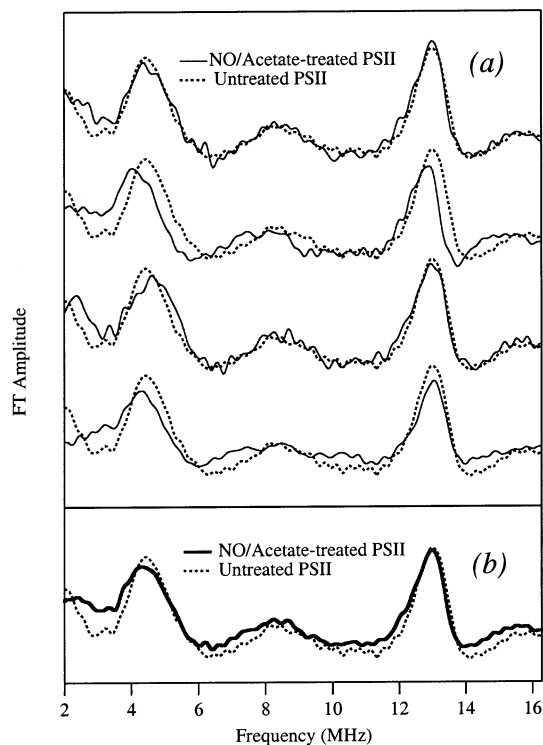 NO/Acetate-treated PSII
Untreated PSII
(a)
FT Amplitude
NO/Acetate-treated PSII
Untreated PSII
(b)
2 4 6 8 10 12 14 16
Frequency (MHz)